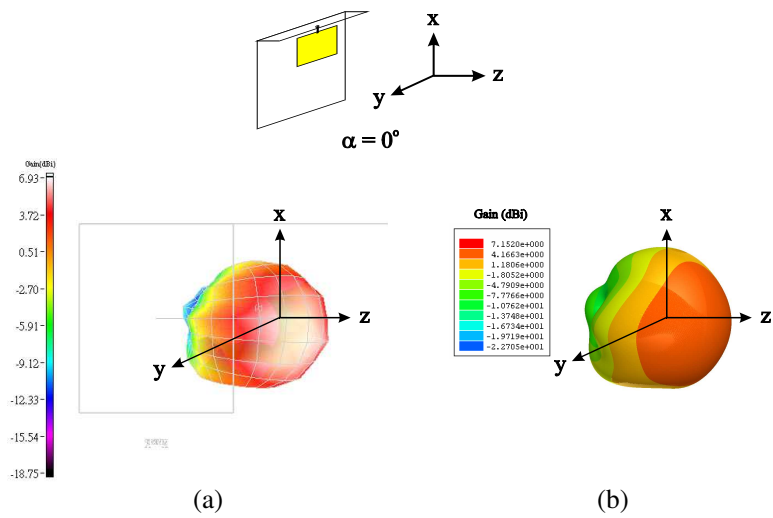 x
z
y
α = 0°
Gain(dBi)
6.93
3.72
0.51
-2.70
-5.91
-9.12
-12.33
-15.54
-18.75
x
z
y
(a)
Gain (dBi)
7.1520e+000
4.1663e+000
1.1806e+000
-1.8052e+000
-4.7909e+000
-7.7766e+000
-1.0762e+001
-1.3748e+001
-1.6734e+001
-1.9719e+001
-2.2705e+001
x
z
y
(b)